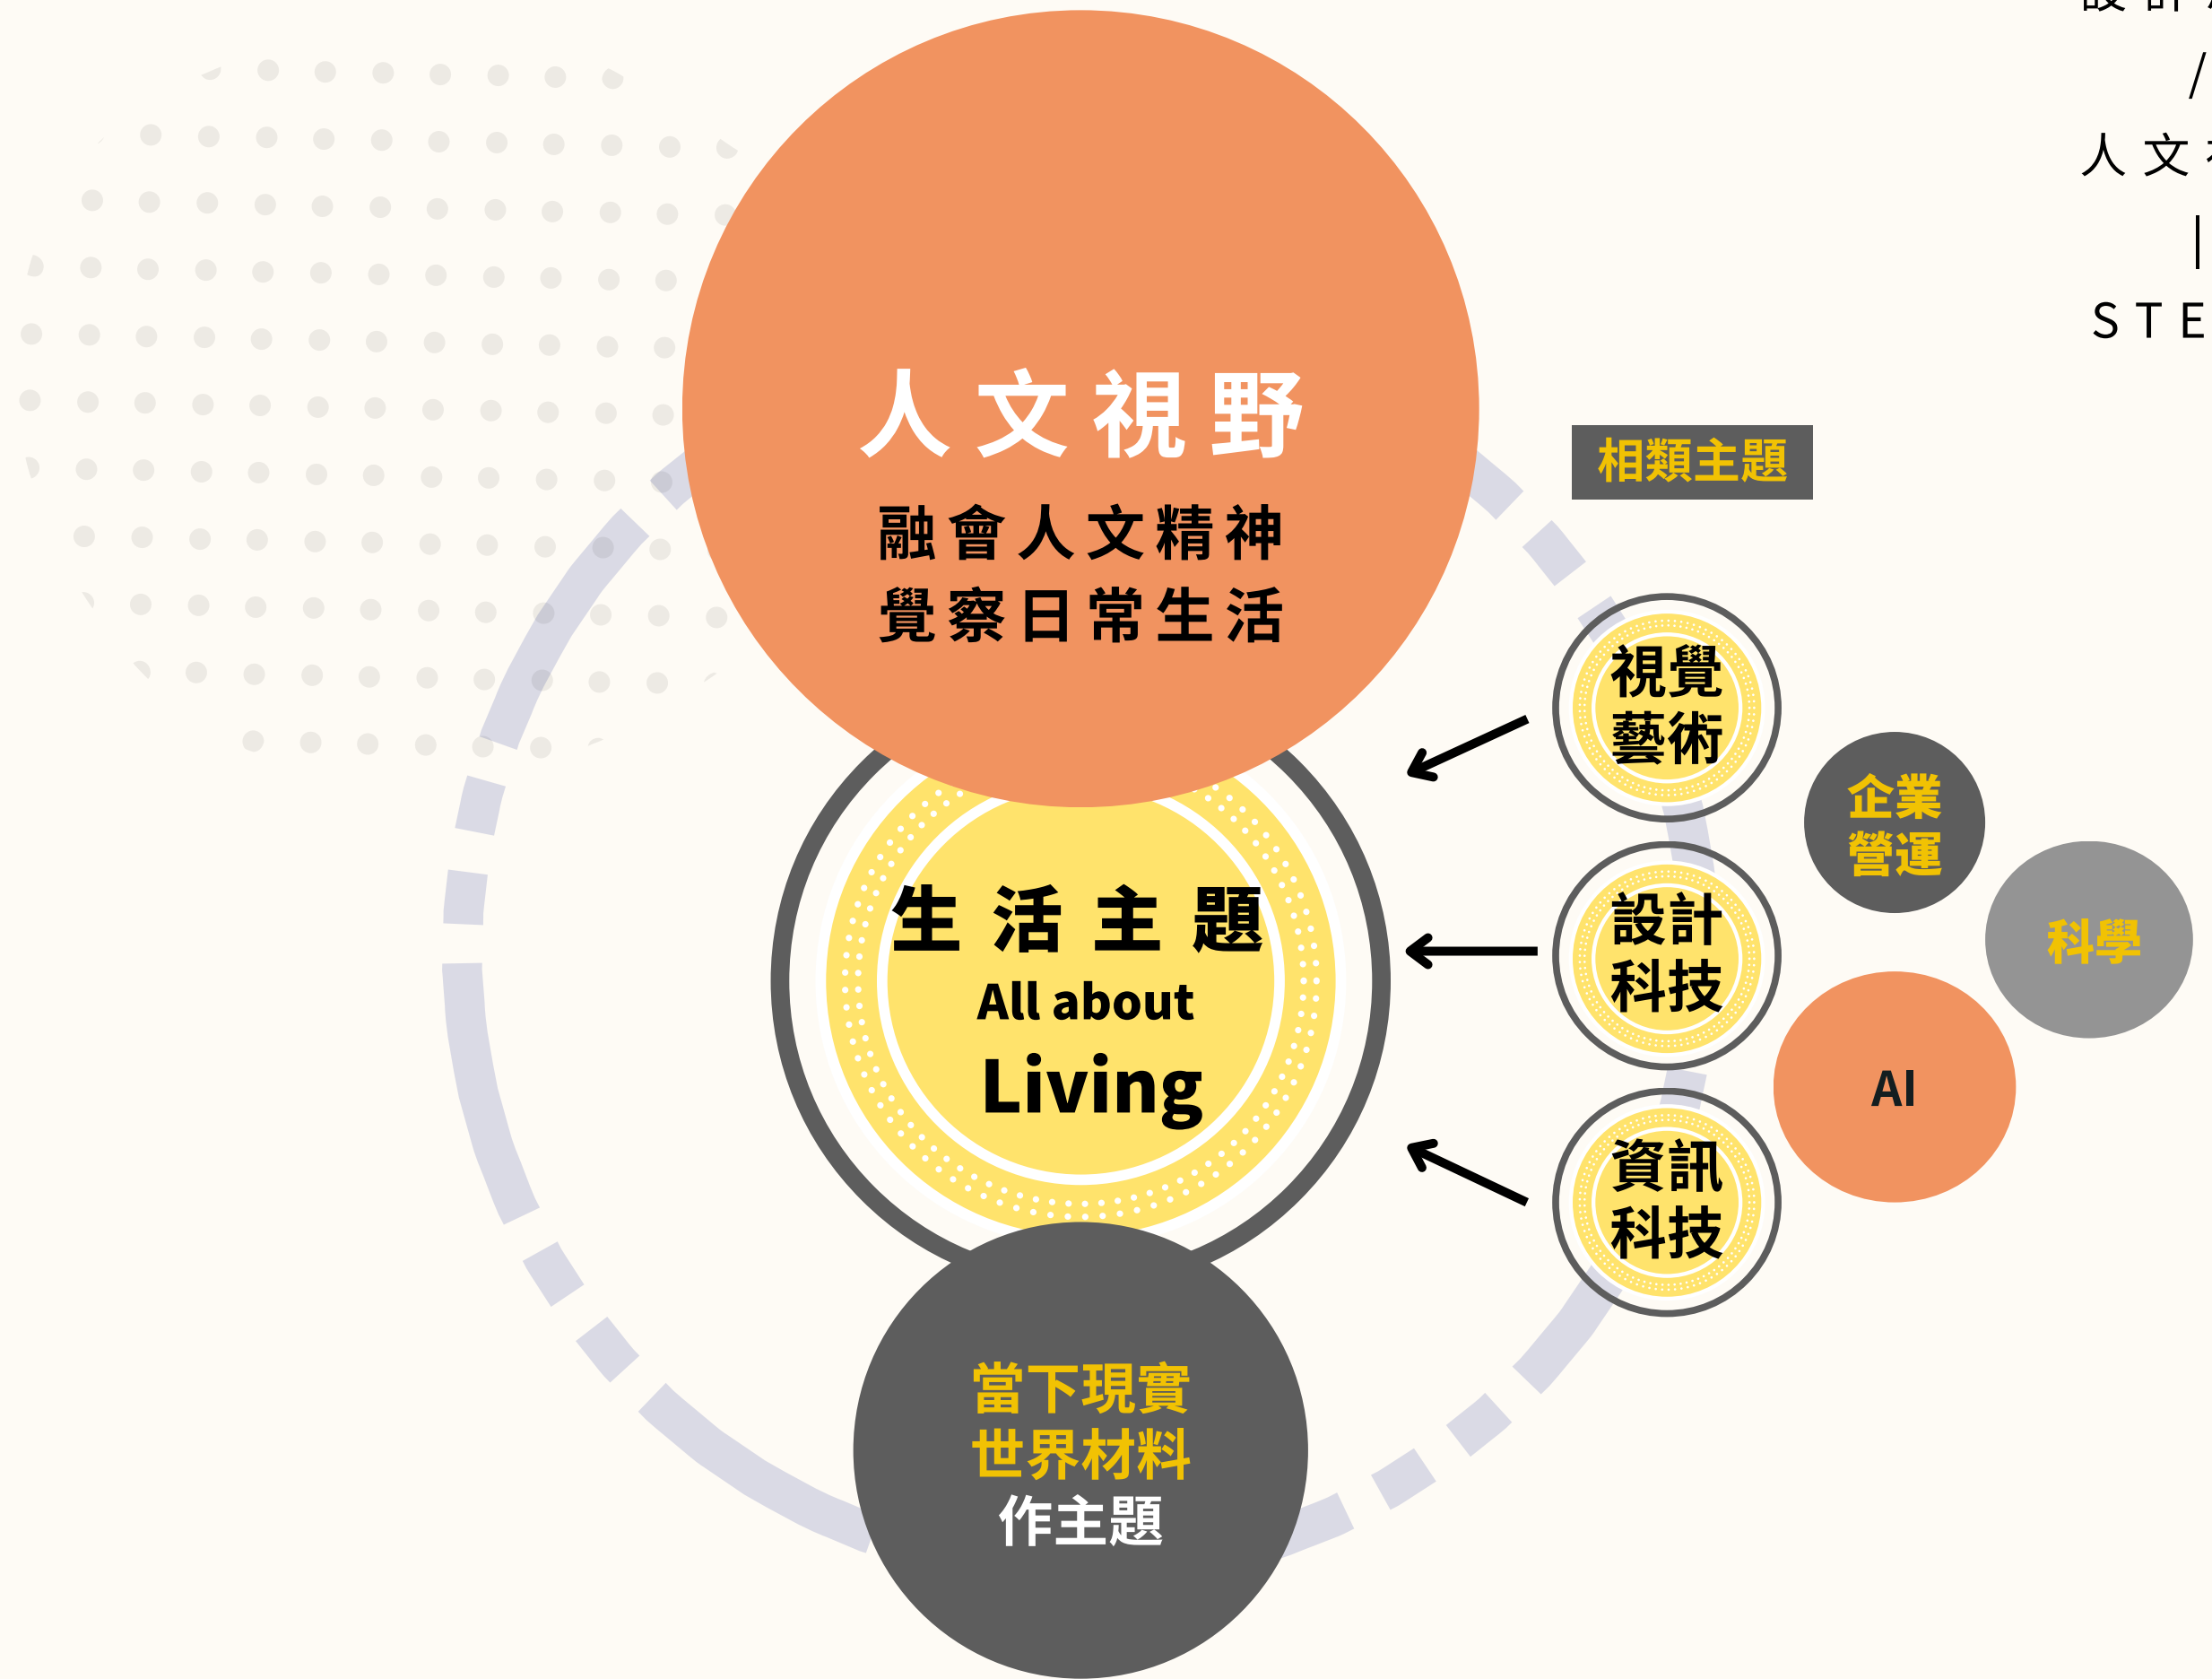 人文視野
融會人文精神
覺察日常生活
生活主題
All about
Living
當下現實
世界材料
作主題
相類主題
視覺
藝術
設計
科技
資訊
科技
企業
營運
科學
AI
/
人文
|
STE